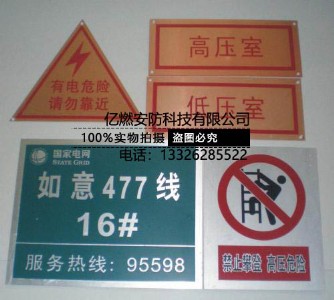 有电危险
请勿靠近
高压室
低压室
亿燃安防科技有限公司
100%实物拍摄 盗图必究
电话：13326285522
国家电网
STATE GRID
如意477线
16#
服务热线：95598
禁止攀登 高压危险